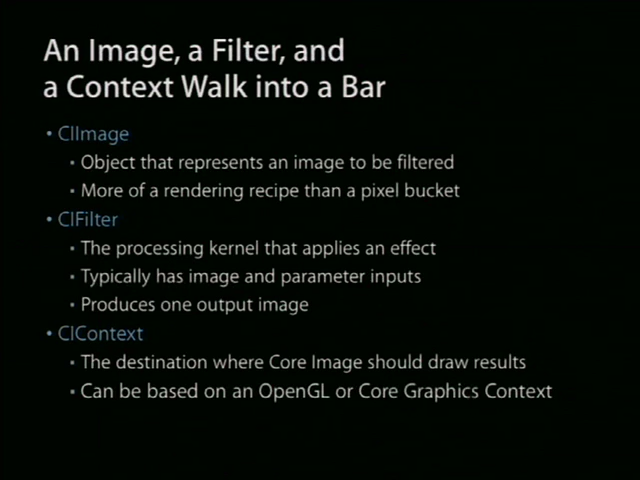 An Image, a Filter, and
a Context Walk into a Bar
• CIImage
• Object that represents an image to be filtered
• More of a rendering recipe than a pixel bucket
• CIFilter
• The processing kernel that applies an effect
• Typically has image and parameter inputs
• Produces one output image
• CIContext
• The destination where Core Image should draw results
• Can be based on an OpenGL or Core Graphics Context